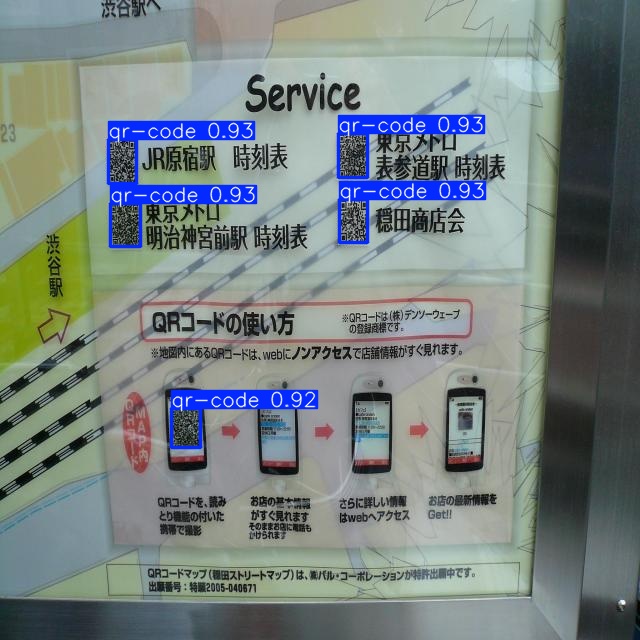 渋谷駅へ
23
Service
qr-code 0.93
JR原宿駅 時刻表
qr-code 0.93
東京メトロ
表参道駅 時刻表
qr-code 0.93
東京メトロ
明治神宮前駅 時刻表
qr-code 0.93
穏田商店会
渋谷駅
QRコードの使い方
※QRコードは(株)デンソーウェーブ
の登録商標です。
※地図内にあるQRコードは、webにノンアクセスで店舗情報がすぐ見れます。
MAP内
QRコード
qr-code 0.92
QRコードを、読み
とり機能の付いた
携帯で撮影
お店の基本情報
がすぐ見れます
そのままお店に電話も
かけられます
さらに詳しい情報
はwebへアクセス
お店の最新情報を
Get!!
QRコードマップ(穏田ストリートマップ)は、㈱パル・コーポレーションが特許出願中です。
出願番号：特願2005-040671